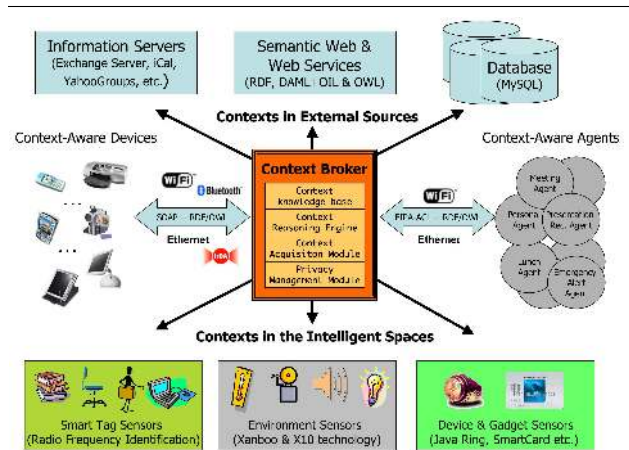 Information Servers
(Exchange Server, iCal,
YahooGroups, etc.)
Semantic Web &
Web Services
(RDF, DAML+OIL & OWL)
Database
(MySQL)
Contexts in External Sources
Context-Aware Devices
Context-Aware Agents
Context Broker
Context
Knowledge Base
Context
Reasoning Engine
Context
Acquisition Module
Privacy
Management Module
WiFi
Bluetooth
SOAP – RDF/OWL
Ethernet
IrDA
WiFi
FIPA-ACL – RDF/OWL
Ethernet
Meeting
Agent
Personal
Agent
Presentation
Agent
Lunch
Agent
Emergency
Alert
Agent
Contexts in the Intelligent Spaces
Smart Tag Sensors
(Radio Frequency Identification)
Environment Sensors
(Xanboo & X10 technology)
Device & Gadget Sensors
(Java Ring, SmartCard etc.)